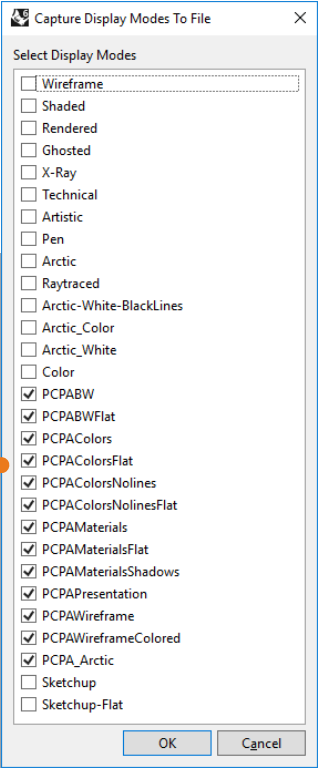 Capture Display Modes To File
Select Display Modes
Wireframe
Shaded
Rendered
Ghosted
X-Ray
Technical
Artistic
Pen
Arctic
Raytraced
Arctic-White-BlackLines
Arctic_Color
Arctic_White
Color
PCPABW
PCPABWFlat
PCPAColors
PCPAColorsFlat
PCPAColorsNolines
PCPAColorsNolinesFlat
PCPAMaterials
PCPAMaterialsFlat
PCPAMaterialsShadows
PCPAPresentation
PCPAWireframe
PCPAWireframeColored
PCPA_Arctic
Sketchup
Sketchup-Flat
OK Cancel